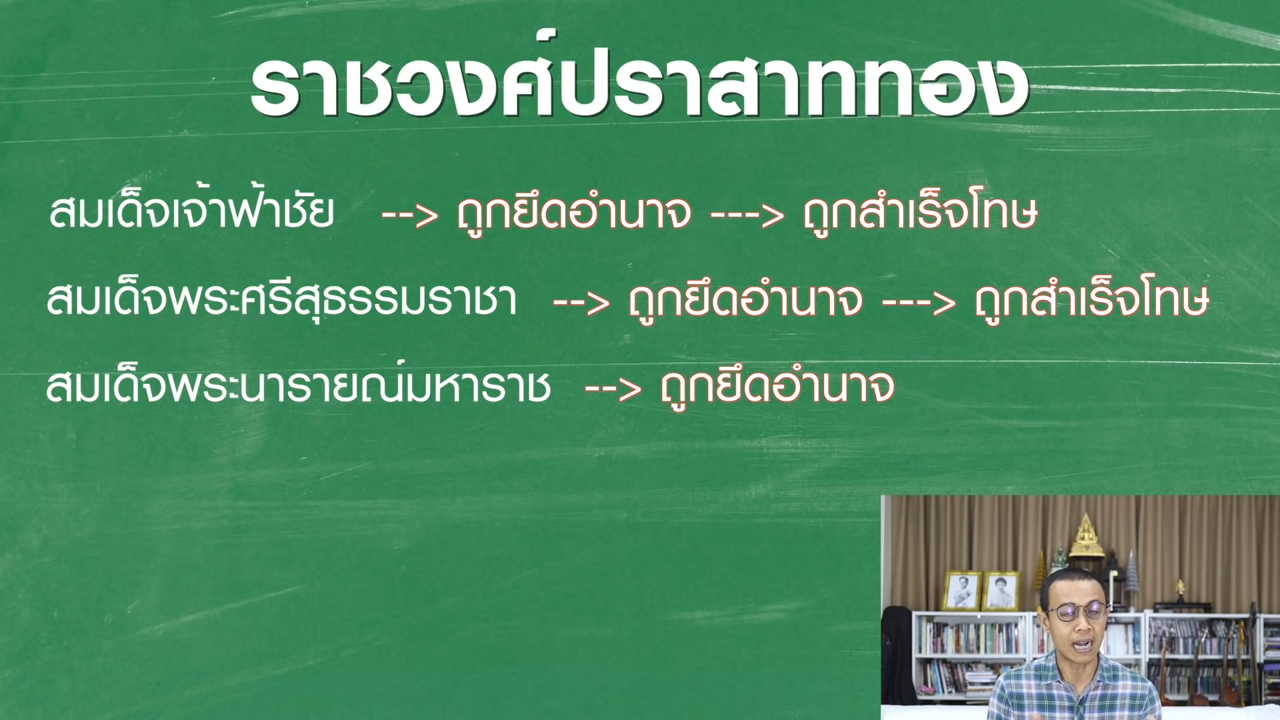 ราชวงศ์ปราสาททอง
สมเด็จเจ้าฟ้าชัย --> ถูกยึดอำนาจ ---> ถูกสำเร็จโทษ
สมเด็จพระศรีสุธรรมราชา --> ถูกยึดอำนาจ ---> ถูกสำเร็จโทษ
สมเด็จพระนารายณ์มหาราช --> ถูกยึดอำนาจ